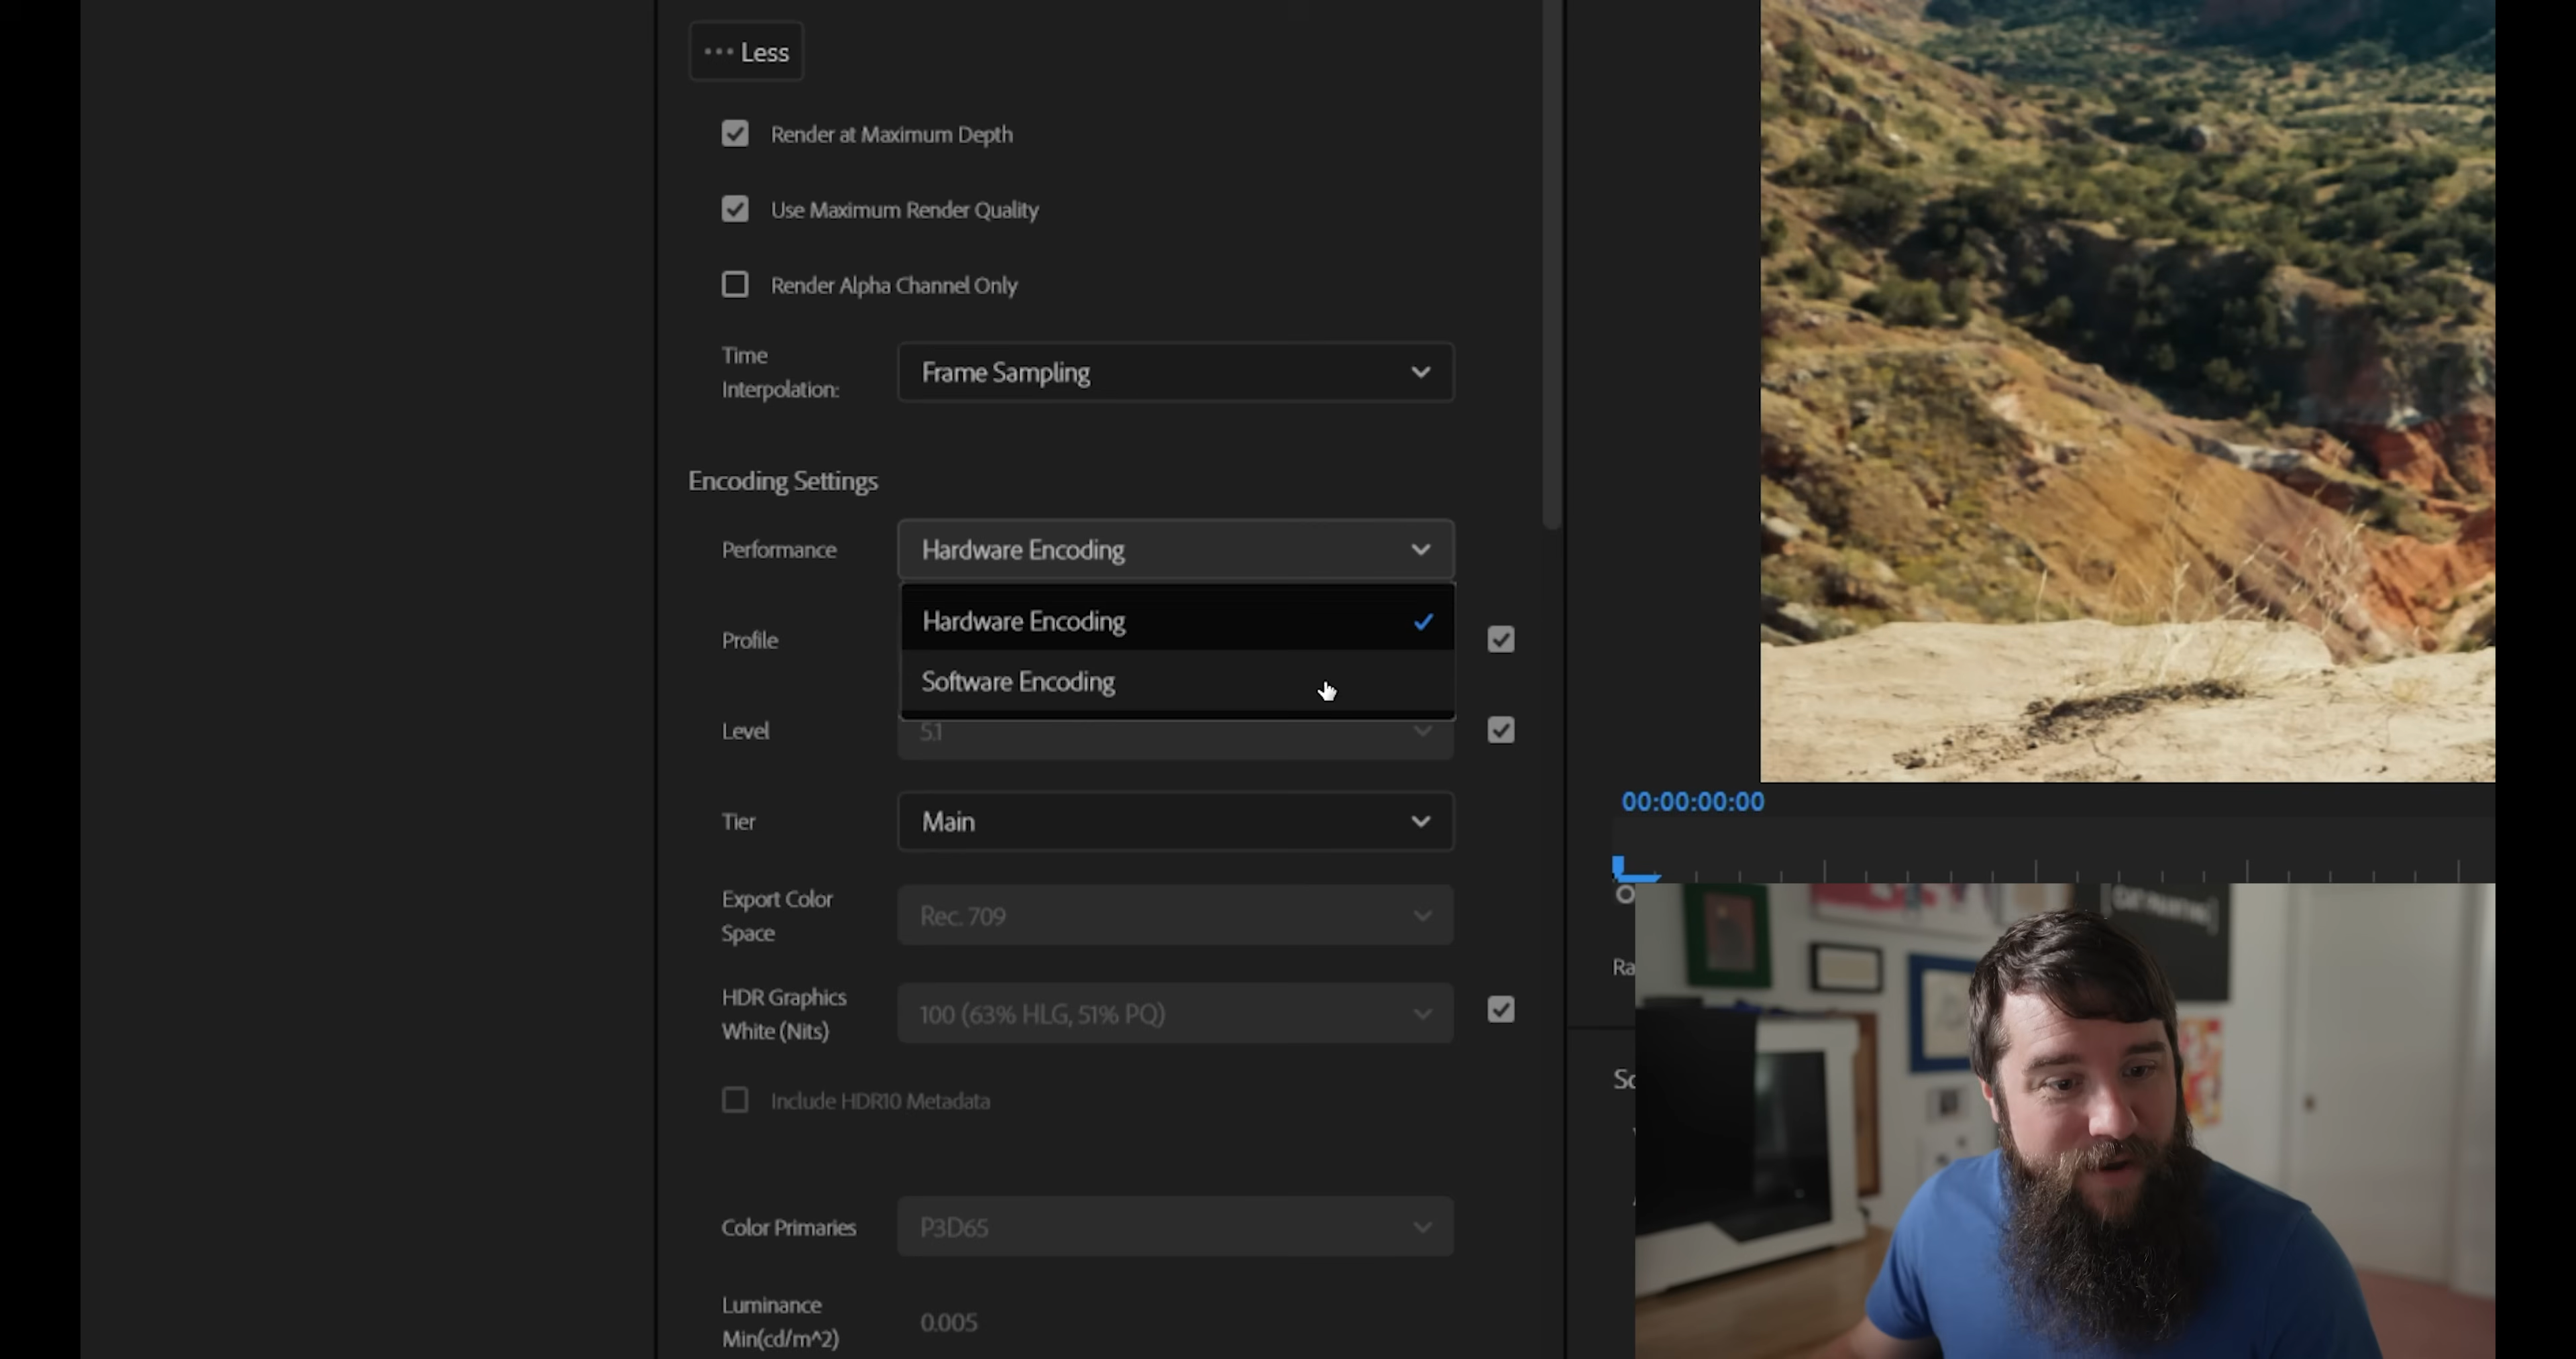 Less
Render at Maximum Depth
Use Maximum Render Quality
Render Alpha Channel Only
Time
Interpolation:
Frame Sampling
Encoding Settings
Performance
Hardware Encoding
Hardware Encoding
Profile
Software Encoding
Level
5.1
Tier
Main
Export Color
Space
Rec. 709
HDR Graphics
White (Nits)
100 (63% HLG, 51% PQ)
Include HDR10 Metadata
Color Primaries
P3D65
Luminance
Min(cd/m^2)
0.005
00:00:00:00
Ra